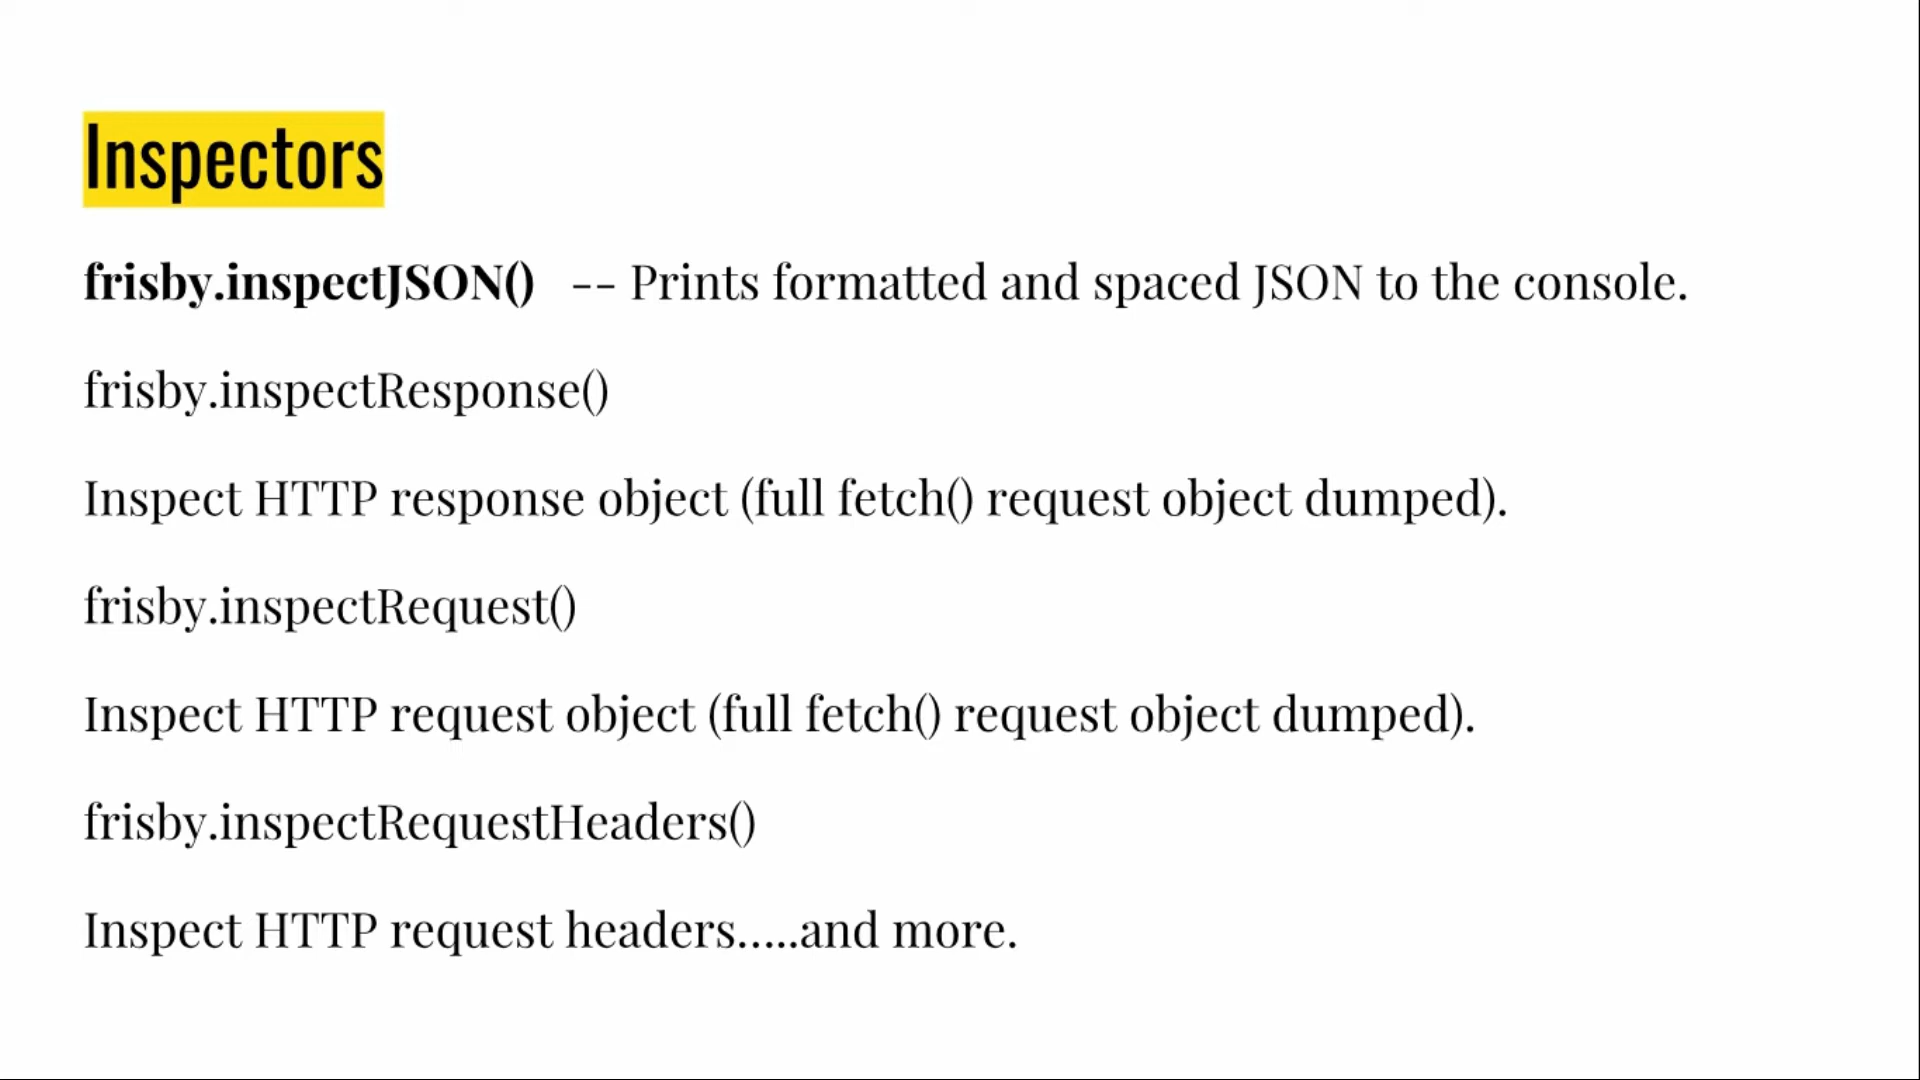 Inspectors
frisby.inspectJSON() -- Prints formatted and spaced JSON to the console.
frisby.inspectResponse()
Inspect HTTP response object (full fetch() request object dumped).
frisby.inspectRequest()
Inspect HTTP request object (full fetch() request object dumped).
frisby.inspectRequestHeaders()
Inspect HTTP request headers…..and more.